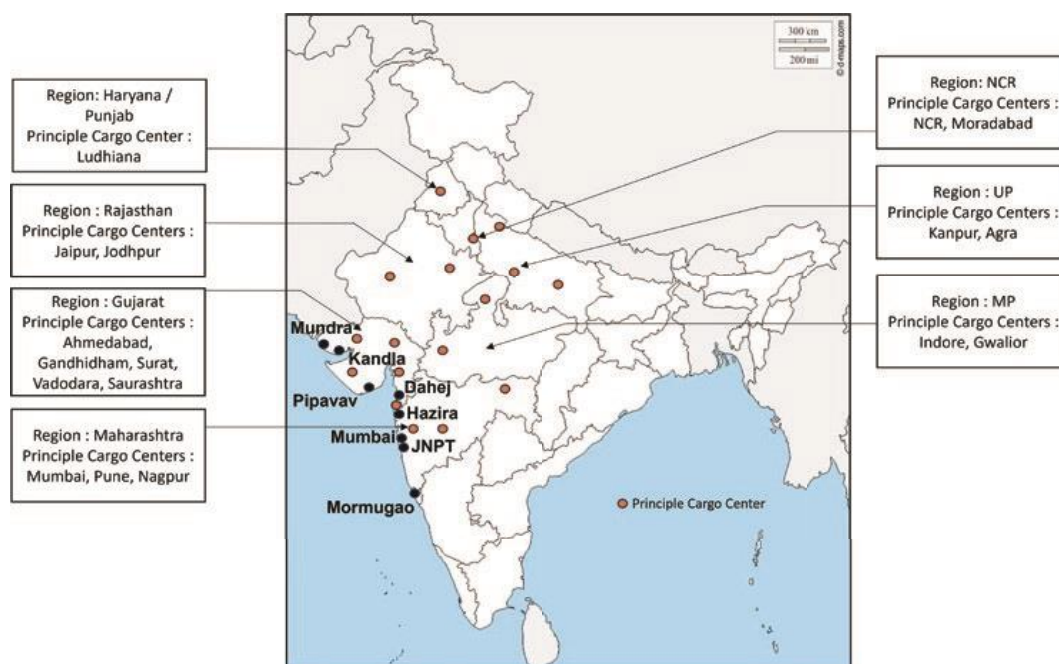 Region: Haryana /
Punjab
Principle Cargo Center :
Ludhiana
Region : Rajasthan
Principle Cargo Centers :
Jaipur, Jodhpur
Region : Gujarat
Principle Cargo Centers :
Ahmedabad,
Gandhidham, Surat,
Vadodara, Saurashtra
Region : Maharashtra
Principle Cargo Centers :
Mumbai, Pune, Nagpur
300 km
200 mi
© d-maps.com
Mundra
Kandla
Pipavav
Dahej
Hazira
Mumbai
JNPT
Mormugao
Principle Cargo Center
Region: NCR
Principle Cargo Centers :
NCR, Moradabad
Region : UP
Principle Cargo Centers :
Kanpur, Agra
Region : MP
Principle Cargo Centers :
Indore, Gwalior